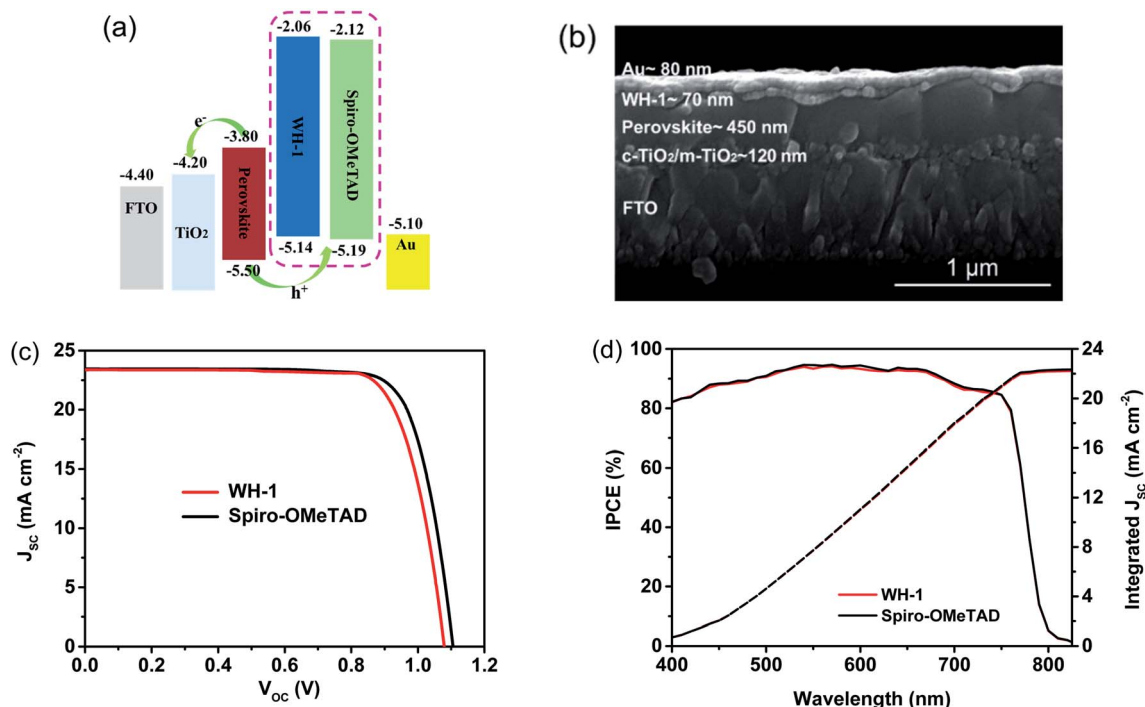 (a)
-2.06
-2.12
WH-1
Spiro-OMeTAD
e-
-3.80
-4.20
-4.40
FTO
TiO2
Perovskite
-5.14
-5.19
-5.10
Au
-5.50
h+
(b)
Au~ 80 nm
WH-1~ 70 nm
Perovskite~ 450 nm
c-TiO2/m-TiO2~120 nm
FTO
1 μm
(c)
25
20
15
10
5
0
JSC (mA cm-2)
WH-1
Spiro-OMeTAD
0.0 0.2 0.4 0.6 0.8 1.0 1.2
VOC (V)
(d)
100
80
60
40
20
0
IPCE (%)
24
20
16
12
8
4
0
Integrated JSC (mA cm-2)
WH-1
Spiro-OMeTAD
400 500 600 700 800
Wavelength (nm)